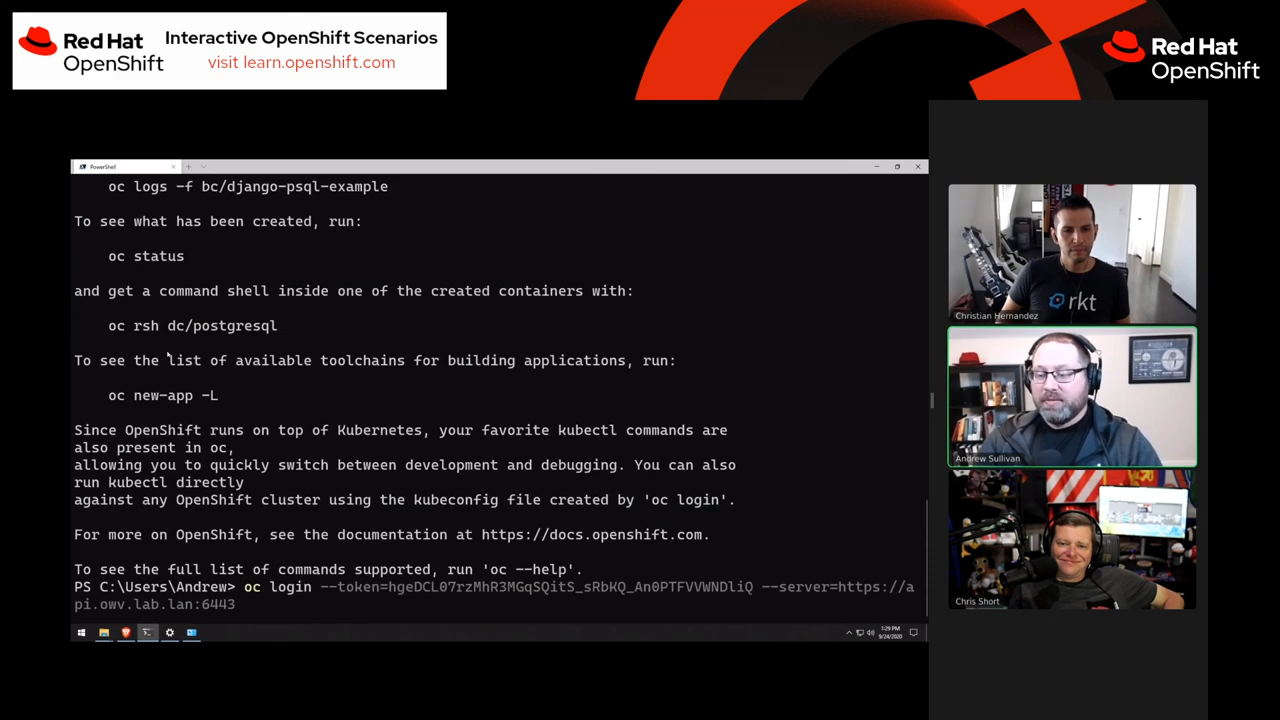 Red Hat
OpenShift
Interactive OpenShift Scenarios
visit learn.openshift.com
Red Hat
OpenShift
PowerShell
oc logs -f bc/django-psql-example
To see what has been created, run:
oc status
and get a command shell inside one of the created containers with:
oc rsh dc/postgresql
To see the list of available toolchains for building applications, run:
oc new-app -L
Since OpenShift runs on top of Kubernetes, your favorite kubectl commands are
also present in oc,
allowing you to quickly switch between development and debugging. You can also
run kubectl directly
against any OpenShift cluster using the kubeconfig file created by 'oc login'.
For more on OpenShift, see the documentation at https://docs.openshift.com.
To see the full list of commands supported, run 'oc --help'.
PS C:\Users\Andrew> oc login --token=hgeDCL07rzMhR3MGqSQitS_sRbKQ_An0PTFVVWNDliQ --server=https://a
pi.owv.lab.lan:6443
1:29 PM
9/24/2020
rkt
Christian Hernandez
Andrew Sullivan
Chris Short